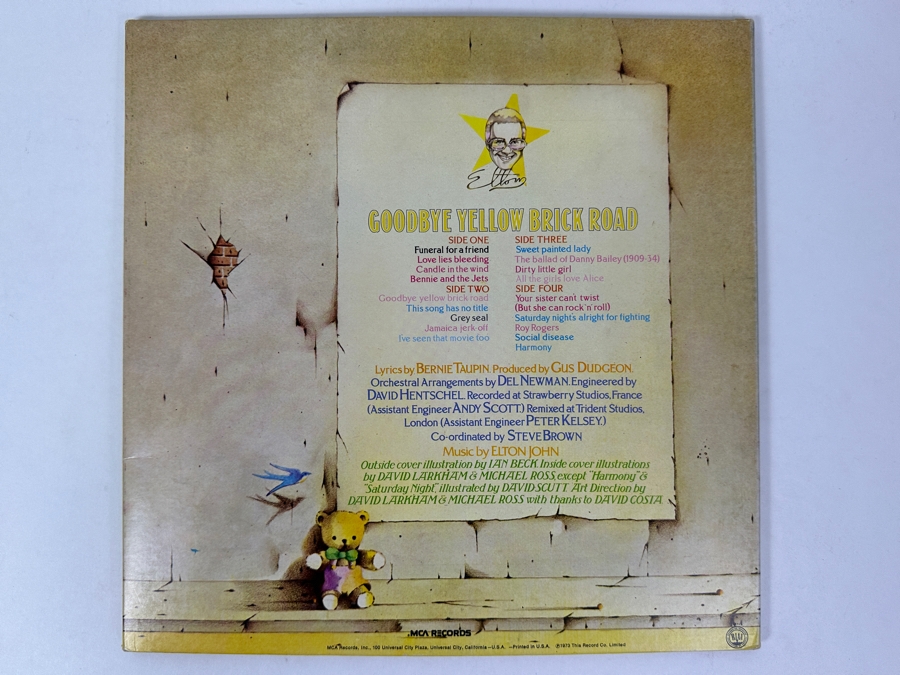 Elton
GOODBYE YELLOW BRICK ROAD
SIDE ONE
Funeral for a friend
Love lies bleeding
Candle in the wind
Bennie and the Jets
SIDE TWO
Goodbye yellow brick road
This song has no title
Grey seal
Jamaica jerk-off
I've seen that movie too
SIDE THREE
Sweet painted lady
The ballad of Danny Bailey (1909-34)
Dirty little girl
All the girls love Alice
SIDE FOUR
Your sister can't twist
(But she can rock 'n' roll)
Saturday night's alright for fighting
Roy Rogers
Social disease
Harmony
Lyrics by BERNIE TAUPIN. Produced by GUS DUDGEON.
Orchestral Arrangements by DEL NEWMAN. Engineered by
DAVID HENTSCHEL. Recorded at Strawberry Studios, France
(Assistant Engineer ANDY SCOTT.) Remixed at Trident Studios,
London (Assistant Engineer PETER KELSEY.)
Co-ordinated by STEVE BROWN
Music by ELTON JOHN
Outside cover illustration by IAN BECK. Inside cover illustrations
by DAVID LARKHAM & MICHAEL ROSS, except "Harmony" &
"Saturday Night", illustrated by DAVID SCUTT Art Direction by
DAVID LARKHAM & MICHAEL ROSS with thanks to DAVID COSTA
MCA RECORDS
MCA Records, Inc., 100 Universal City Plaza, Universal City, California—U.S.A. —Printed in U.S.A. ℗1973 This Record Co. Limited